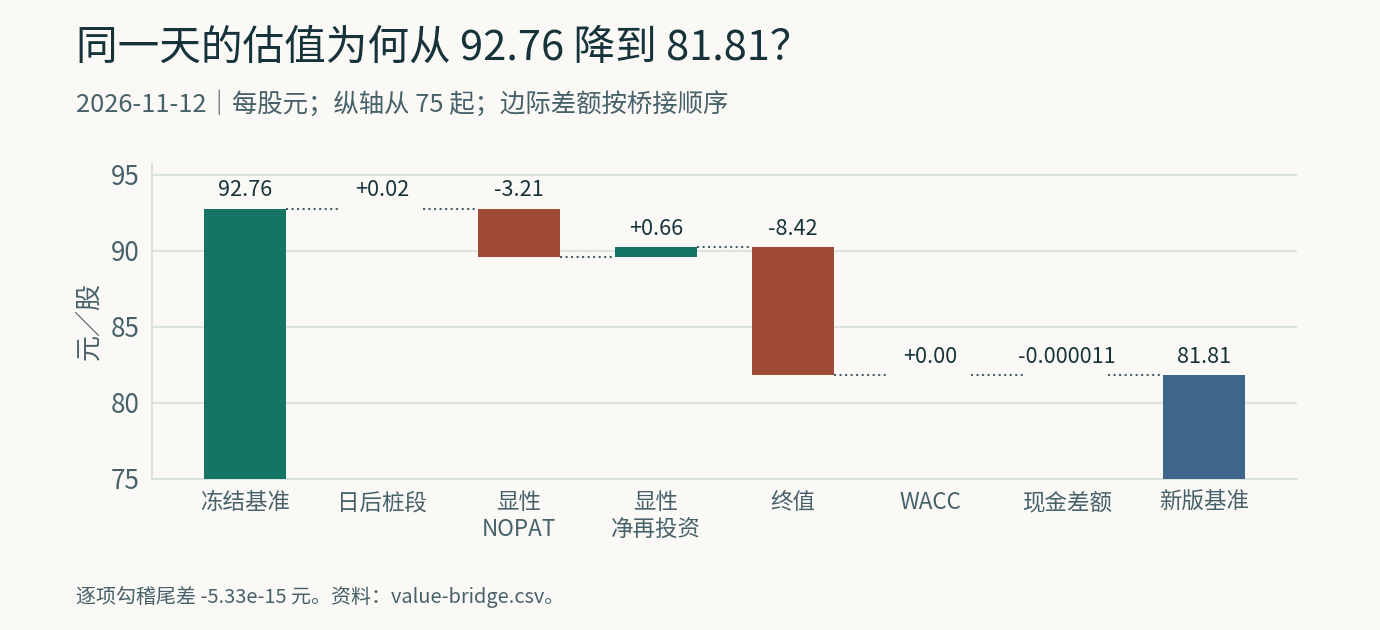 同一天的估值为何从 92.76 降到 81.81？
2026-11-12｜每股元；纵轴从 75 起；边际差额按桥接顺序
元／股
95
90
85
80
75
92.76
+0.02
-3.21
+0.66
-8.42
+0.00
-0.000011
81.81
冻结基准
日后桩段
显性
NOPAT
显性
净再投资
终值
WACC
现金差额
新版基准
逐项勾稽尾差 -5.33e-15 元。资料：value-bridge.csv。